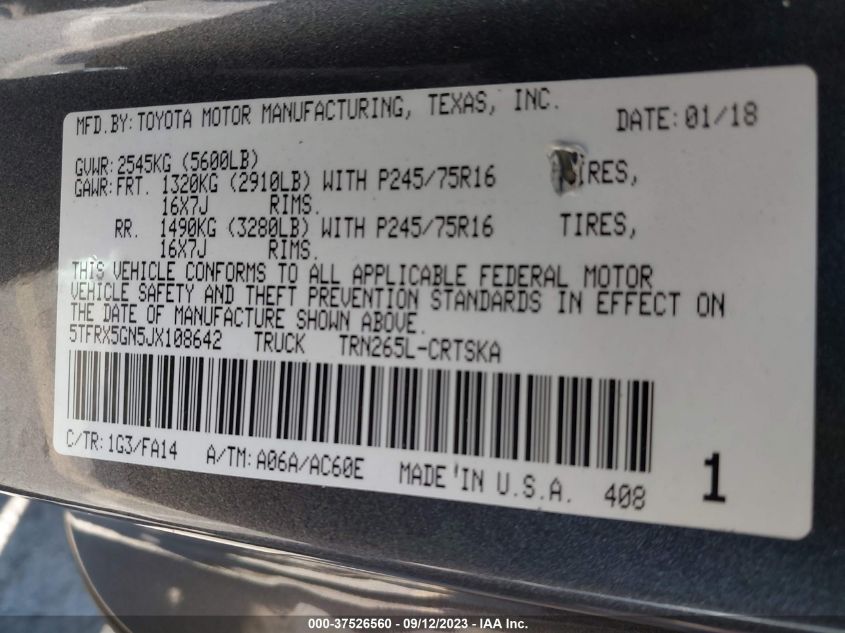 MFD.BY: TOYOTA MOTOR MANUFACTURING, TEXAS, INC. DATE: 01/18
GVWR: 2545KG (5600LB)
GAWR: FRT. 1320KG (2910LB) WITH P245/75R16 TIRES,
16X7J RIMS.
RR. 1490KG (3280LB) WITH P245/75R16 TIRES,
16X7J RIMS.
THIS VEHICLE CONFORMS TO ALL APPLICABLE FEDERAL MOTOR
VEHICLE SAFETY AND THEFT PREVENTION STANDARDS IN EFFECT ON
THE DATE OF MANUFACTURE SHOWN ABOVE.
5TFRX5GN5JX108642 TRUCK TRN265L-CRTSKA
C/TR: 1G3/FA14 A/TM: A06A/AC60E MADE IN U.S.A. 408 1
000-37526560 - 09/12/2023 - IAA Inc.